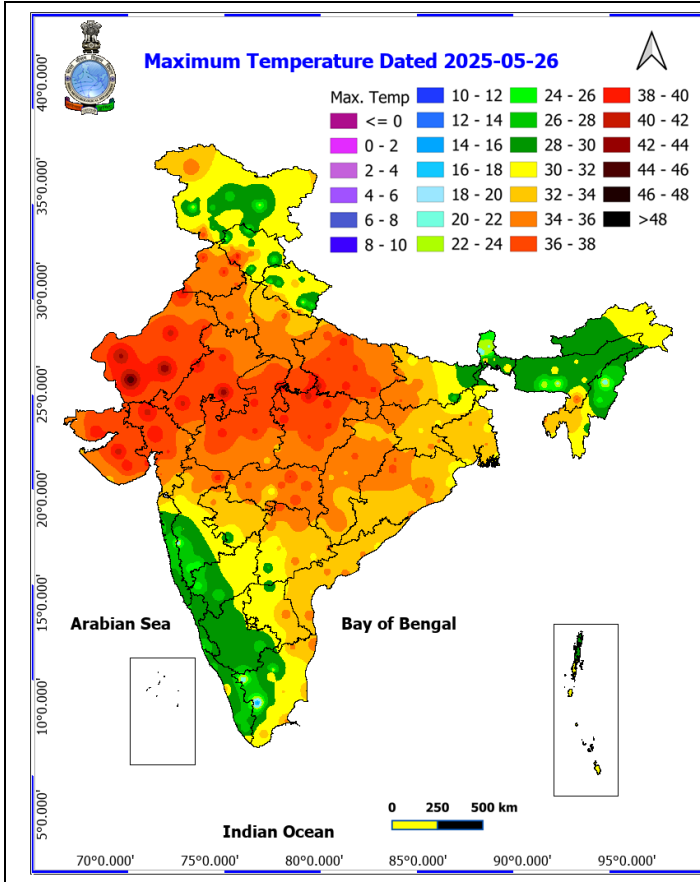 Maximum Temperature Dated 2025-05-26
Max. Temp
<= 0
0 - 2
2 - 4
4 - 6
6 - 8
8 - 10
10 - 12
12 - 14
14 - 16
16 - 18
18 - 20
20 - 22
22 - 24
24 - 26
26 - 28
28 - 30
30 - 32
32 - 34
34 - 36
36 - 38
38 - 40
40 - 42
42 - 44
44 - 46
46 - 48
>48
40°0.000'
35°0.000'
30°0.000'
25°0.000'
20°0.000'
15°0.000'
10°0.000'
5°0.000'
Arabian Sea
Bay of Bengal
Indian Ocean
0 250 500 km
70°0.000' 75°0.000' 80°0.000' 85°0.000' 90°0.000' 95°0.000'